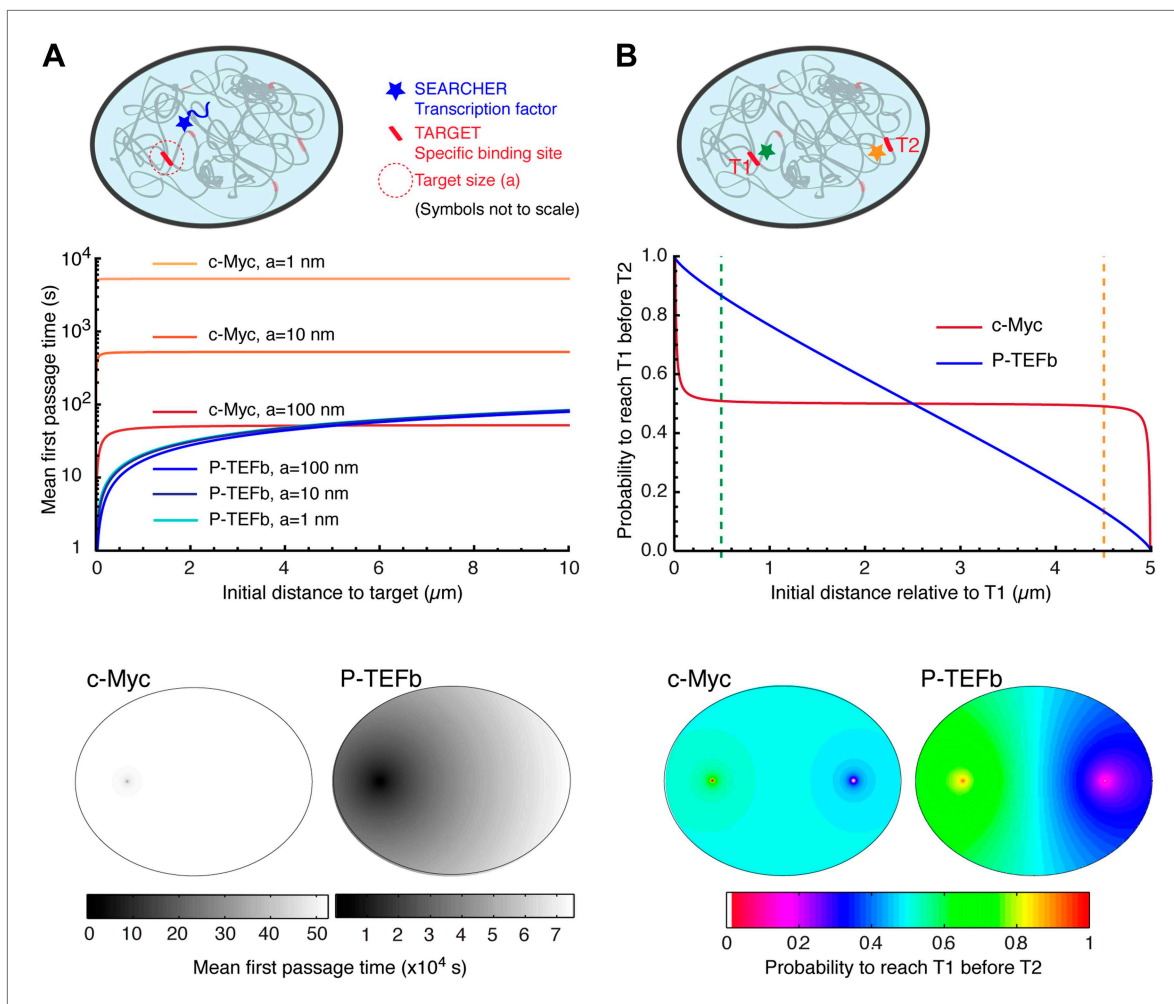 A
SEARCHER
Transcription factor
TARGET
Specific binding site
Target size (a)
(Symbols not to scale)
Mean first passage time (s)
10⁴
10³
10²
10
1
c-Myc, a=1 nm
c-Myc, a=10 nm
c-Myc, a=100 nm
P-TEFb, a=100 nm
P-TEFb, a=10 nm
P-TEFb, a=1 nm
0 2 4 6 8 10
Initial distance to target (µm)
c-Myc P-TEFb
0 10 20 30 40 50
1 2 3 4 5 6 7
Mean first passage time (x10⁴ s)
B
T1
T2
Probability to reach T1 before T2
1.0
0.8
0.6
0.4
0.2
0.0
c-Myc
P-TEFb
0 1 2 3 4 5
Initial distance relative to T1 (µm)
c-Myc P-TEFb
0 0.2 0.4 0.6 0.8 1
Probability to reach T1 before T2